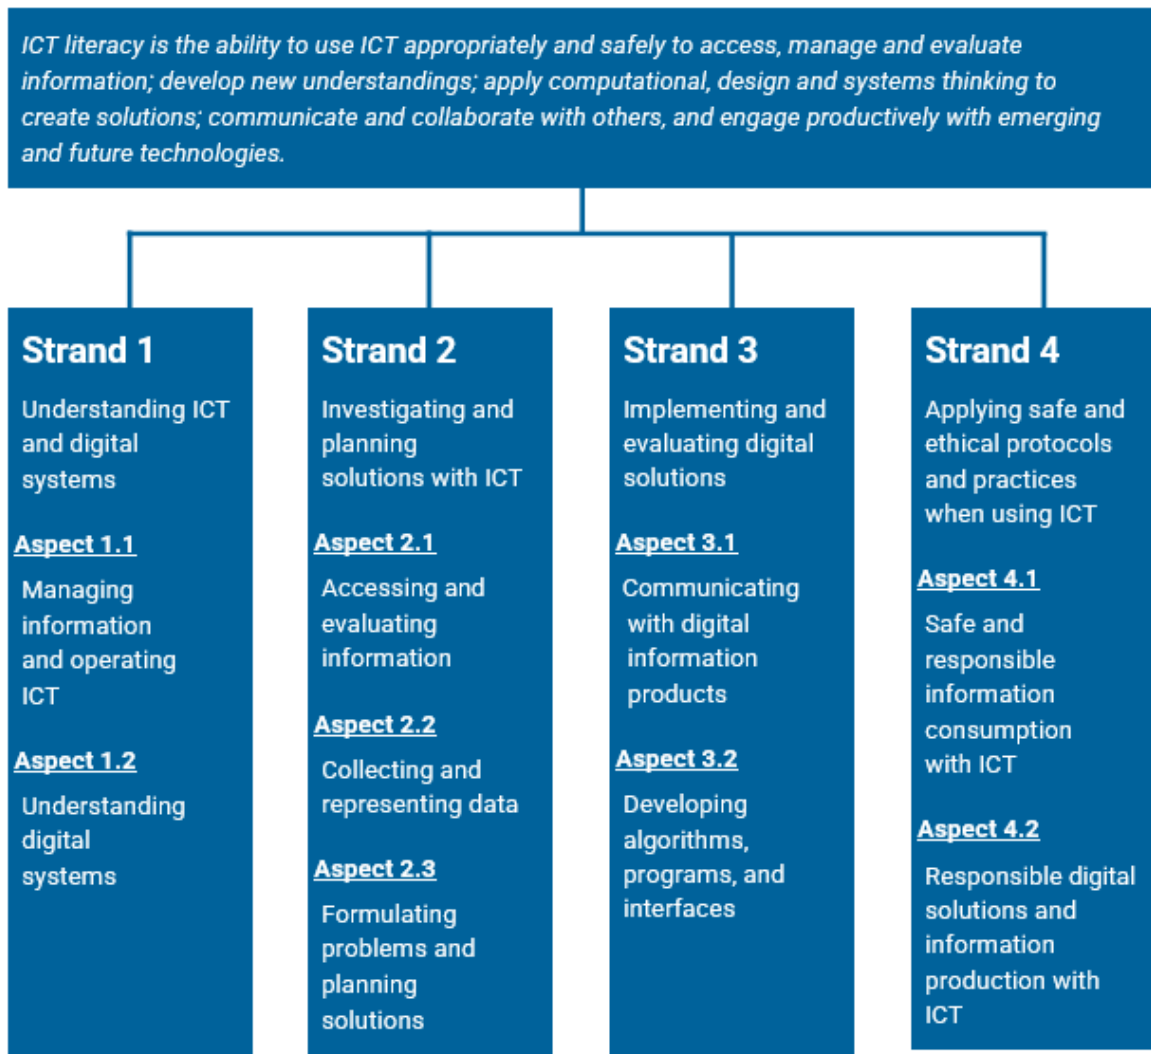 ICT literacy is the ability to use ICT appropriately and safely to access, manage and evaluate
information; develop new understandings; apply computational, design and systems thinking to
create solutions; communicate and collaborate with others, and engage productively with emerging
and future technologies.
Strand 1
Understanding ICT
and digital
systems
Aspect 1.1
Managing
information
and operating
ICT
Aspect 1.2
Understanding
digital
systems
Strand 2
Investigating and
planning
solutions with ICT
Aspect 2.1
Accessing and
evaluating
information
Aspect 2.2
Collecting and
representing data
Aspect 2.3
Formulating
problems and
planning
solutions
Strand 3
Implementing and
evaluating digital
solutions
Aspect 3.1
Communicating
with digital
information
products
Aspect 3.2
Developing
algorithms,
programs, and
interfaces
Strand 4
Applying safe and
ethical protocols
and practices
when using ICT
Aspect 4.1
Safe and
responsible
information
consumption
with ICT
Aspect 4.2
Responsible digital
solutions and
information
production with
ICT